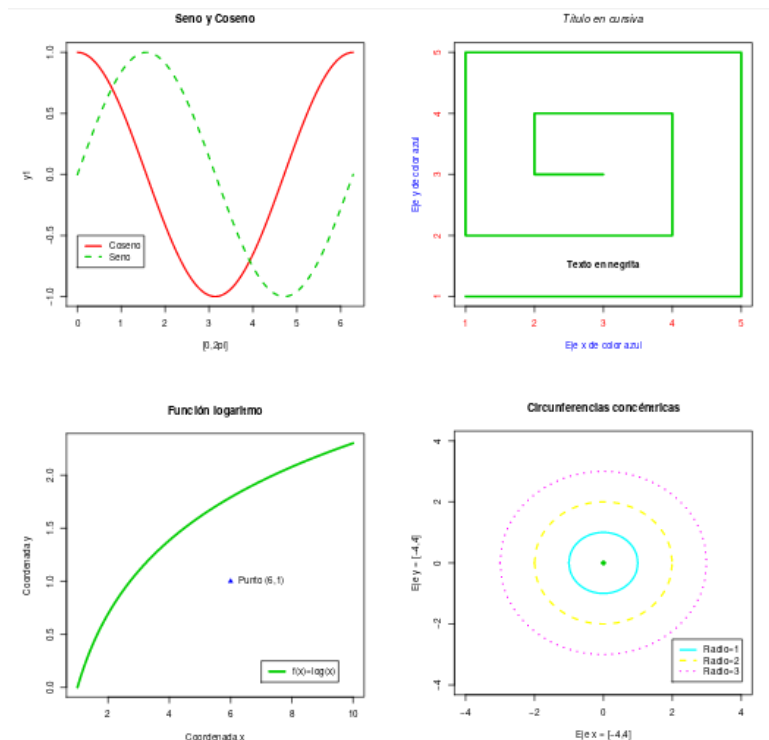 Seno y Coseno
y1
1.0
0.5
0.0
−0.5
−1.0
Coseno
Seno
0 1 2 3 4 5 6
[0,2pi]
Título en cursiva
Eje y de color azul
5
4
3
2
1
Texto en negrita
1 2 3 4 5
Eje x de color azul
Función logaritmo
Coordenada y
2.0
1.5
1.0
0.5
0.0
Punto (6,1)
f(x)=log(x)
2 4 6 8 10
Coordenada x
Circunferencias concéntricas
Eje y = [-4,4]
4
2
0
−2
−4
Radio=1
Radio=2
Radio=3
−4 −2 0 2 4
Eje x = [-4,4]